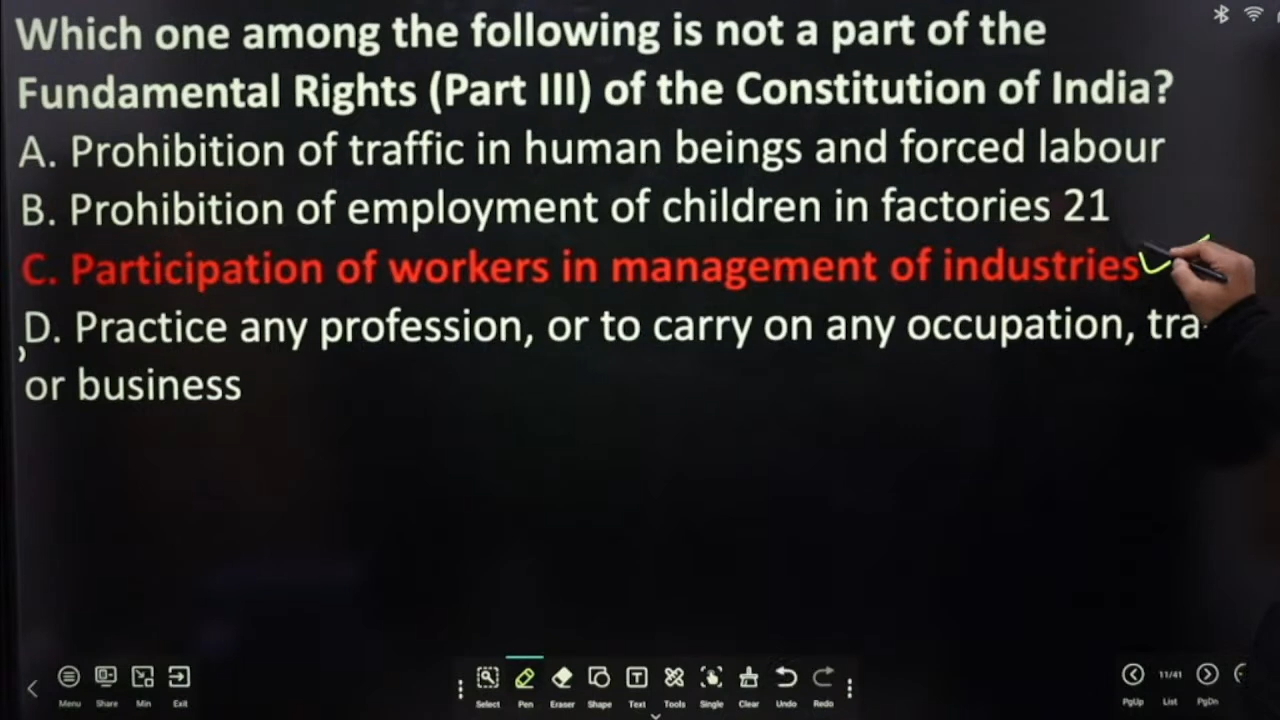 Which one among the following is not a part of the
Fundamental Rights (Part III) of the Constitution of India?
A. Prohibition of traffic in human beings and forced labour
B. Prohibition of employment of children in factories 21
C. Participation of workers in management of industries
D. Practice any profession, or to carry on any occupation, tra
,
or business
Menu Share Min Exit Select Pen Eraser Shape Text Tools Single Clear Undo Redo PgUp 11/41 List PgDn